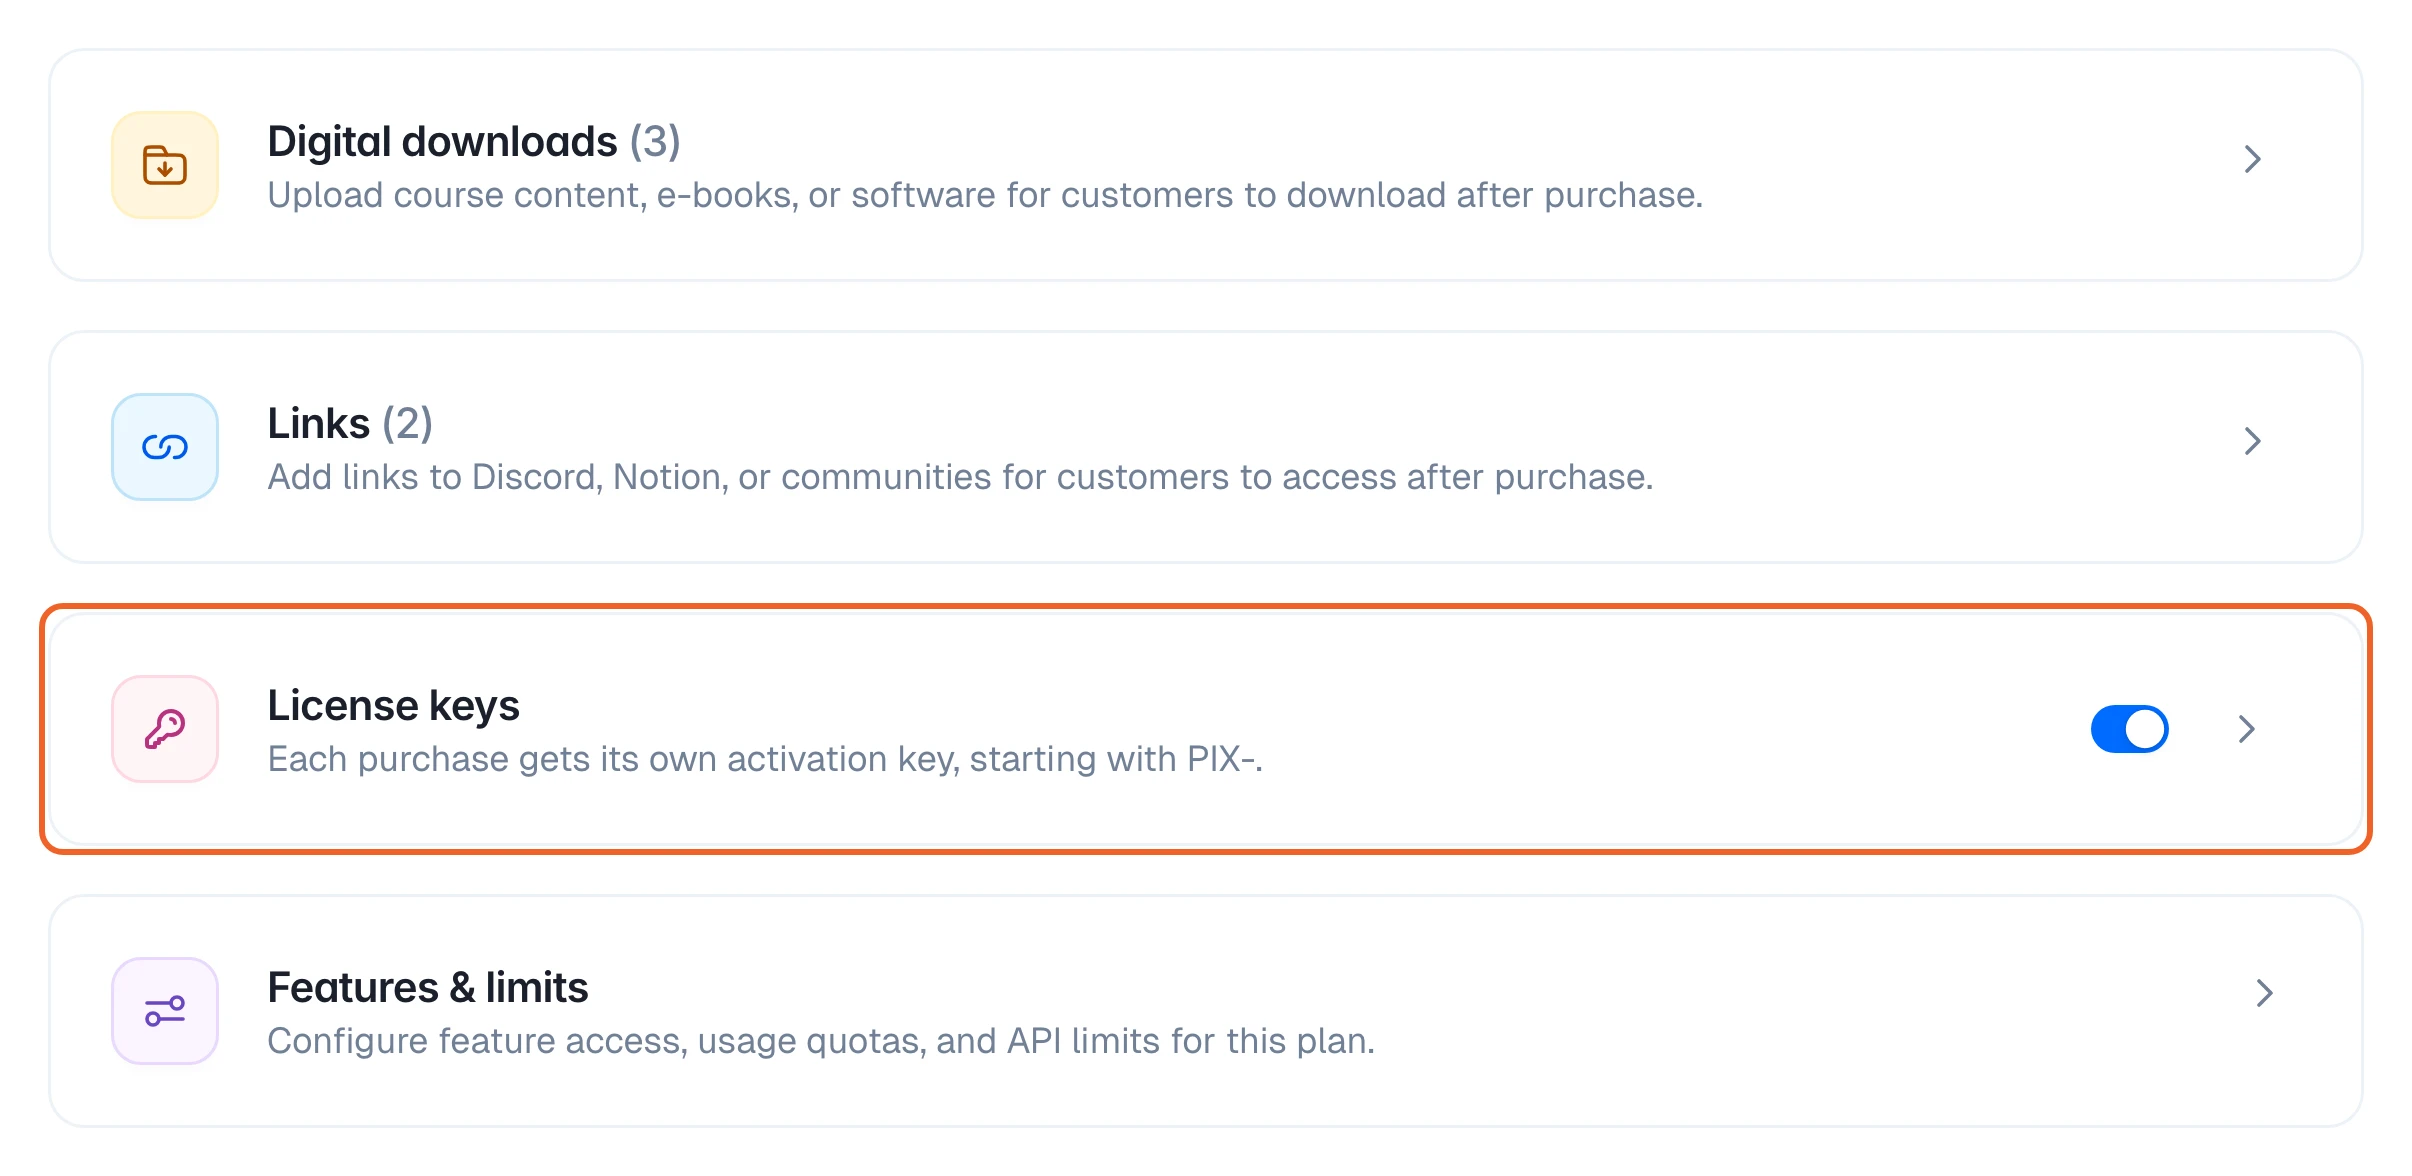 Digital downloads (3)
Upload course content, e-books, or software for customers to download after purchase.
Links (2)
Add links to Discord, Notion, or communities for customers to access after purchase.
License keys
Each purchase gets its own activation key, starting with PIX-.
Features & limits
Configure feature access, usage quotas, and API limits for this plan.